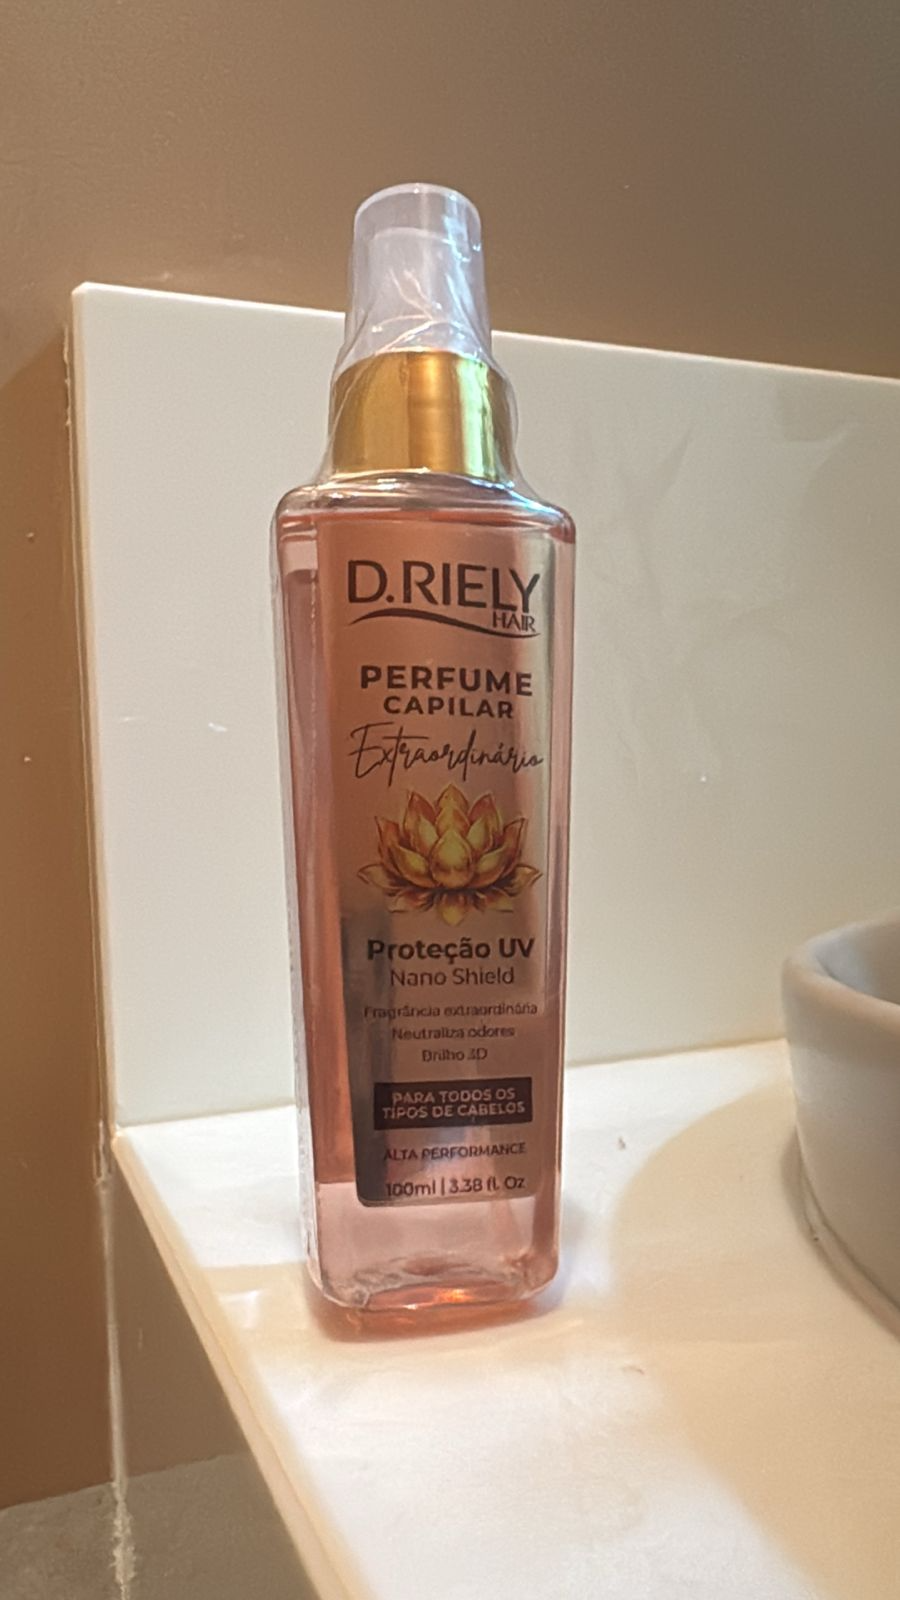 D.RIELY
HAIR
PERFUME
CAPILAR
Extraordinário
Proteção UV
Nano Shield
Fragrância extraordinária
Neutraliza odores
Brilho 3D
PARA TODOS OS
TIPOS DE CABELOS
ALTA PERFORMANCE
100ml | 3.38 fl. Oz